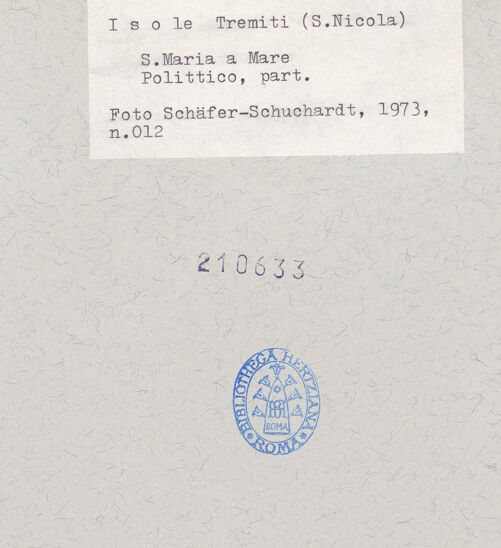 I s o le Tremiti (S.Nicola)
S.Maria a Mare
Polittico, part.
Foto Schäfer-Schuchardt, 1973,
n.012
210633
BIBLIOTHECA HERTZIANA
ROMA
ROMA